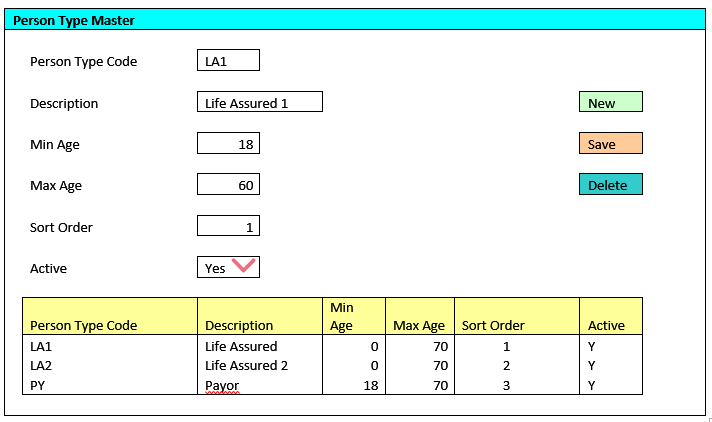 Person Type Master
Person Type Code LA1
Description Life Assured 1 New
Min Age 18 Save
Max Age 60 Delete
Sort Order 1
Active Yes
Person Type Code Description Min Age Max Age Sort Order Active
LA1 Life Assured 0 70 1 Y
LA2 Life Assured 2 0 70 2 Y
PY Payor 18 70 3 Y